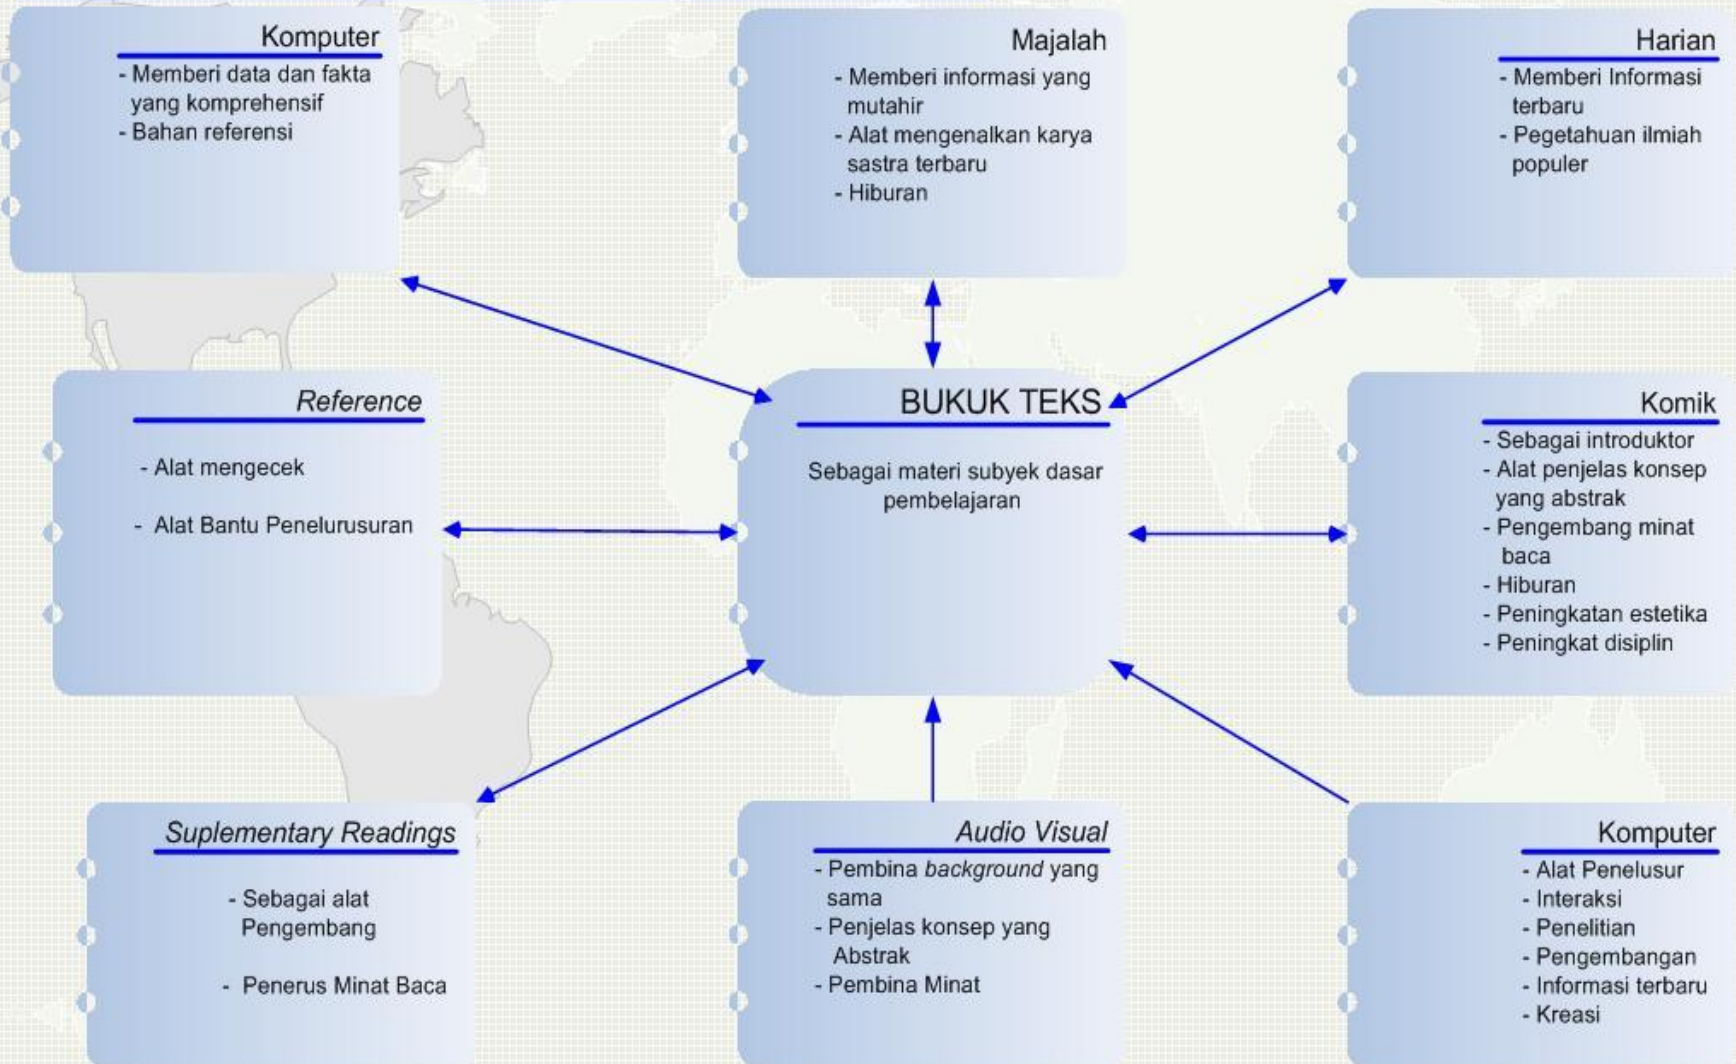 Komputer
- Memberi data dan fakta
yang komprehensif
- Bahan referensi
Majalah
- Memberi informasi yang
mutahir
- Alat mengenalkan karya
sastra terbaru
- Hiburan
Harian
- Memberi Informasi
terbaru
- Pegetahuan ilmiah
populer
Reference
- Alat mengecek
- Alat Bantu Penelurusuran
BUKUK TEKS
Sebagai materi subyek dasar
pembelajaran
Komik
- Sebagai introduktor
- Alat penjelas konsep
yang abstrak
- Pengembang minat
baca
- Hiburan
- Peningkatan estetika
- Peningkat disiplin
Suplementary Readings
- Sebagai alat
Pengembang
- Penerus Minat Baca
Audio Visual
- Pembina background yang
sama
- Penjelas konsep yang
Abstrak
- Pembina Minat
Komputer
- Alat Penelusur
- Interaksi
- Penelitian
- Pengembangan
- Informasi terbaru
- Kreasi